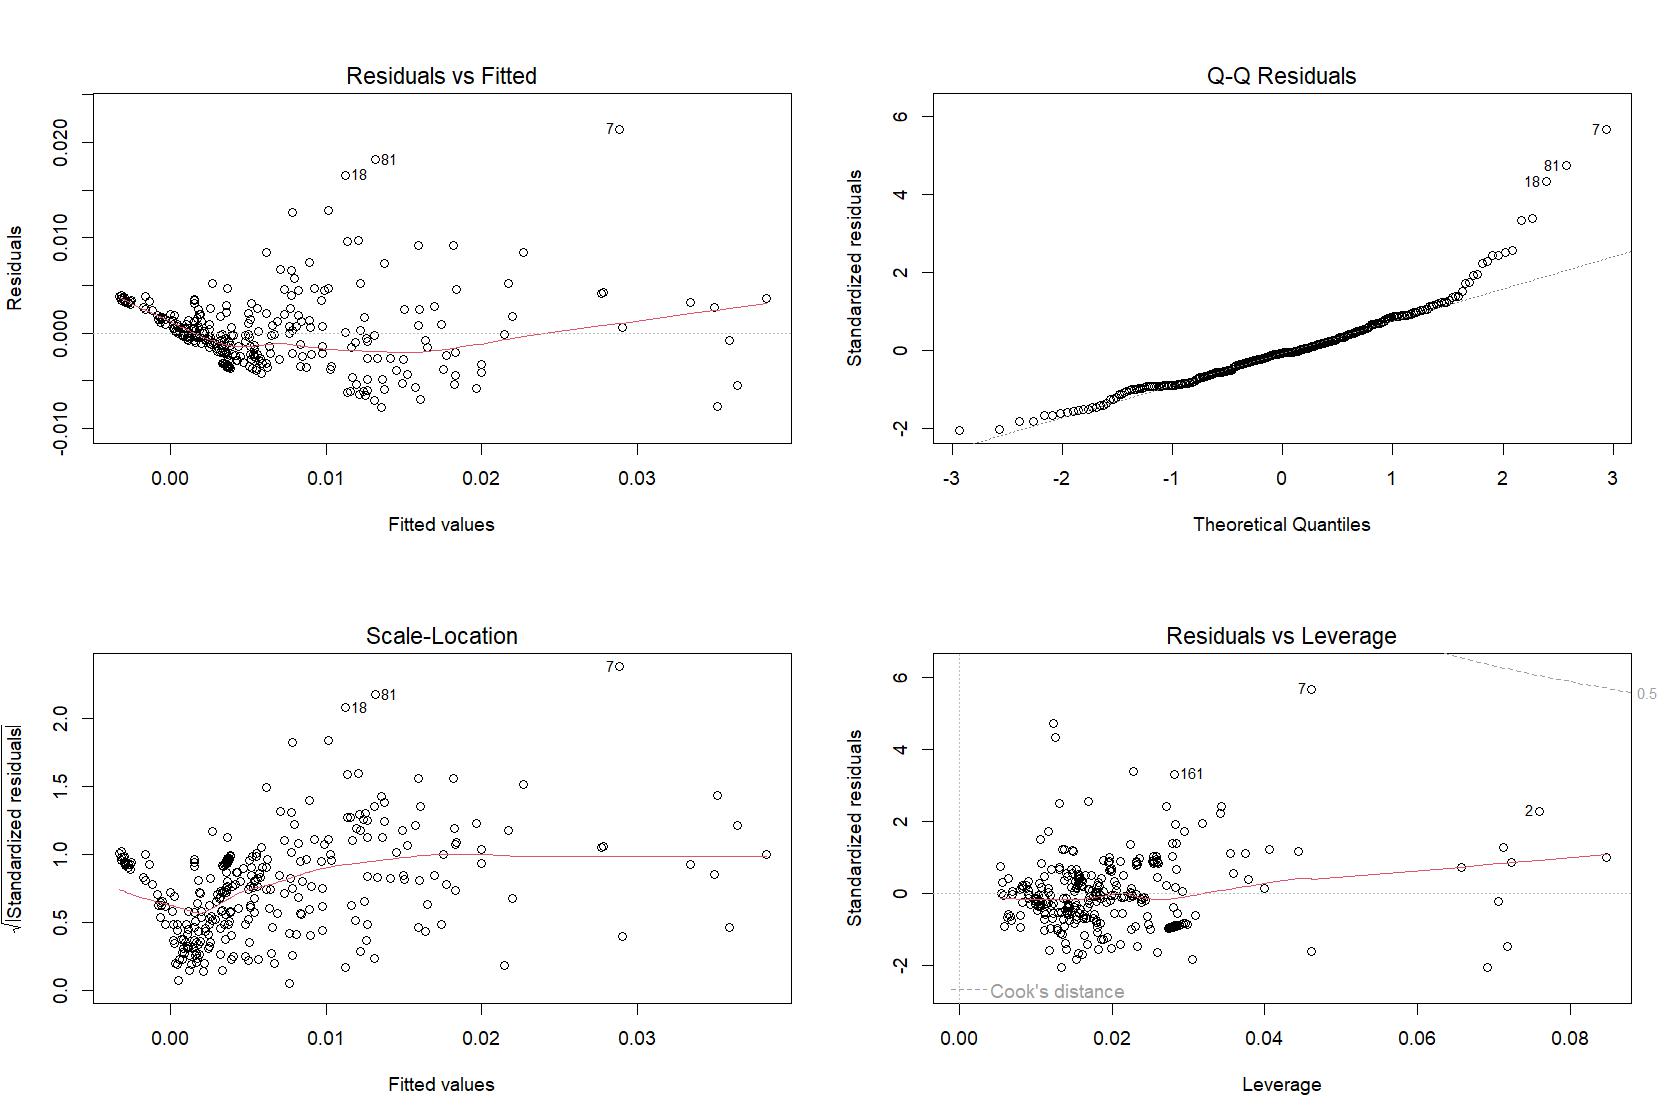 Residuals vs Fitted
Residuals
0.020
0.010
0.000
-0.010
7
81
18
0.00 0.01 0.02 0.03
Fitted values
Q-Q Residuals
Standardized residuals
6
4
2
0
-2
7
81
18
-3 -2 -1 0 1 2 3
Theoretical Quantiles
Scale-Location
√|Standardized residuals|
2.0
1.5
1.0
0.5
0.0
7
81
18
0.00 0.01 0.02 0.03
Fitted values
Residuals vs Leverage
Standardized residuals
6
4
2
0
-2
7
0.5
161
2
Cook's distance
0.00 0.02 0.04 0.06 0.08
Leverage